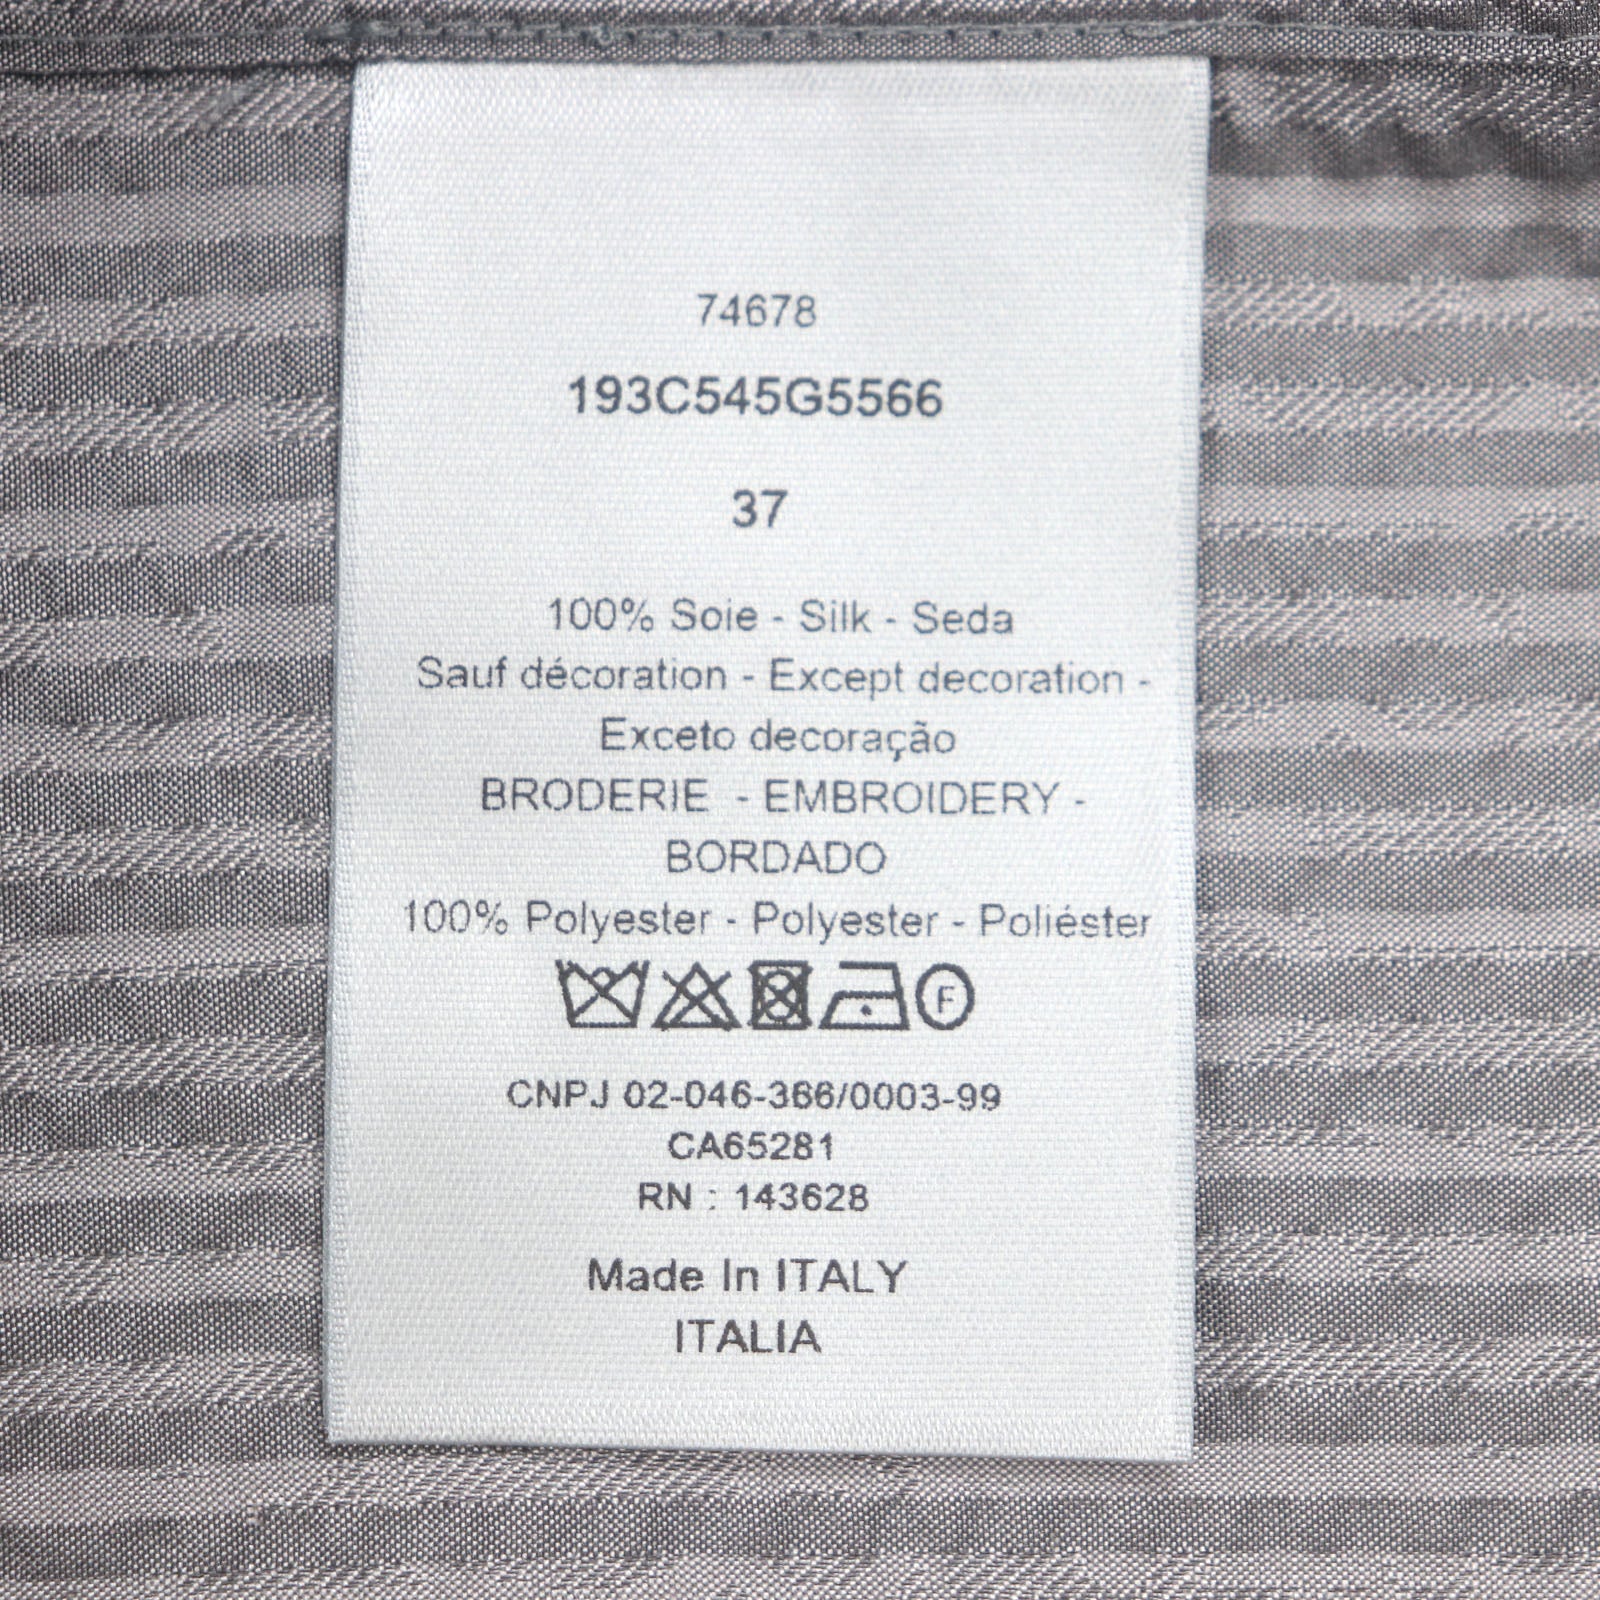 74678
193C545G5566
37
100% Soie - Silk - Seda
Sauf décoration - Except decoration -
Exceto decoração
BRODERIE - EMBROIDERY -
BORDADO
100% Polyester - Polyester - Poliéster
F
CNPJ 02-046-366/0003-99
CA65281
RN : 143628
Made In ITALY
ITALIA